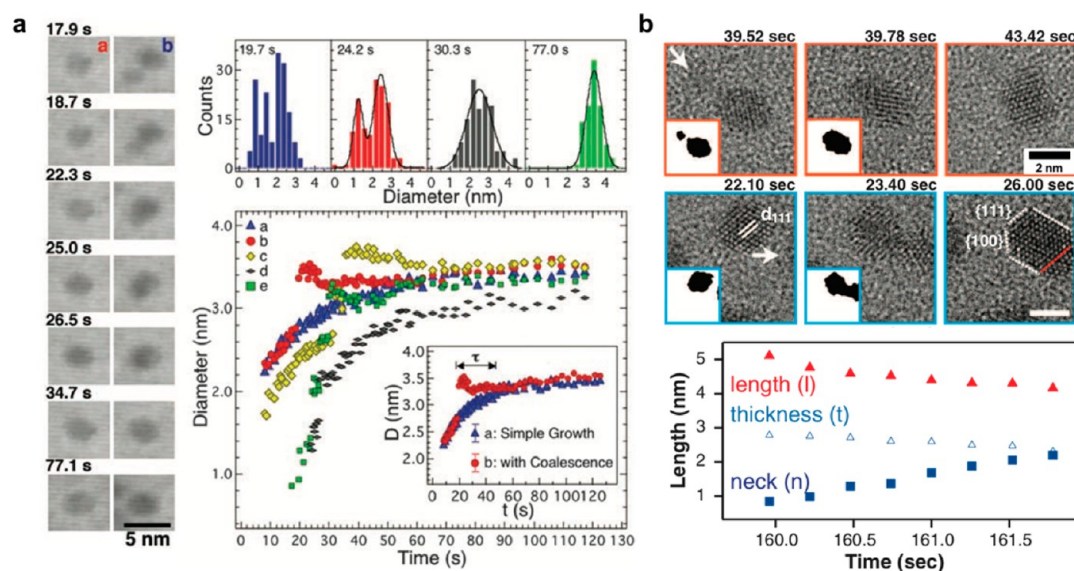 a
17.9 s
a
b
18.7 s
22.3 s
25.0 s
26.5 s
34.7 s
77.1 s
5 nm
19.7 s
24.2 s
30.3 s
77.0 s
Counts
30
15
0
0 1 2 3 4
0 1 2 3 4
0 1 2 3 4
0 1 2 3 4
Diameter (nm)
Diameter (nm)
4.0
3.0
2.0
1.0
a
b
c
d
e
τ
D (nm)
4.0
3.5
3.0
2.5
2.0
a: Simple Growth
b: with Coalescence
0 20 40 60 80 100120
t (s)
0 10 20 30 40 50 60 70 80 90 100 110 120 130
Time (s)
b
39.52 sec
39.78 sec
43.42 sec
2 nm
22.10 sec
23.40 sec
26.00 sec
d111
{111}
{100}
Length (nm)
5
4
3
2
1
length (l)
thickness (t)
neck (n)
160.0 160.5 161.0 161.5
Time (sec)